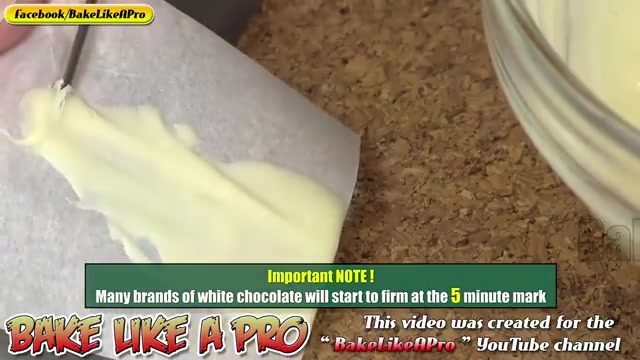 Facebook/BakeLikeAPro
Important NOTE !
Many brands of white chocolate will start to firm at the 5 minute mark
BAKE LIKE A PRO
This video was created for the
" BakeLikeAPro " YouTube channel